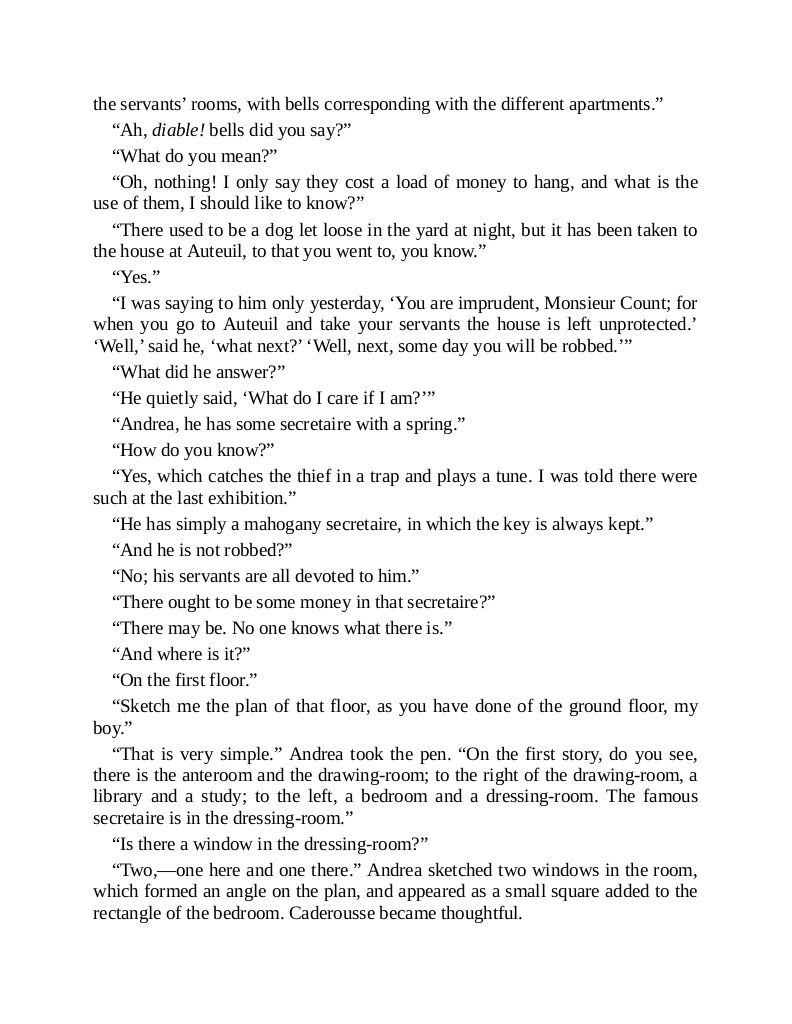 the servants’ rooms, with bells corresponding with the different apartments.”
“Ah, diable! bells did you say?”
“What do you mean?”
“Oh, nothing! I only say they cost a load of money to hang, and what is the
use of them, I should like to know?”
“There used to be a dog let loose in the yard at night, but it has been taken to
the house at Auteuil, to that you went to, you know.”
“Yes.”
“I was saying to him only yesterday, ‘You are imprudent, Monsieur Count; for
when you go to Auteuil and take your servants the house is left unprotected.’
‘Well,’ said he, ‘what next?’ ‘Well, next, some day you will be robbed.’”
“What did he answer?”
“He quietly said, ‘What do I care if I am?’”
“Andrea, he has some secretaire with a spring.”
“How do you know?”
“Yes, which catches the thief in a trap and plays a tune. I was told there were
such at the last exhibition.”
“He has simply a mahogany secretaire, in which the key is always kept.”
“And he is not robbed?”
“No; his servants are all devoted to him.”
“There ought to be some money in that secretaire?”
“There may be. No one knows what there is.”
“And where is it?”
“On the first floor.”
“Sketch me the plan of that floor, as you have done of the ground floor, my
boy.”
“That is very simple.” Andrea took the pen. “On the first story, do you see,
there is the anteroom and the drawing-room; to the right of the drawing-room, a
library and a study; to the left, a bedroom and a dressing-room. The famous
secretaire is in the dressing-room.”
“Is there a window in the dressing-room?”
“Two,—one here and one there.” Andrea sketched two windows in the room,
which formed an angle on the plan, and appeared as a small square added to the
rectangle of the bedroom. Caderousse became thoughtful.